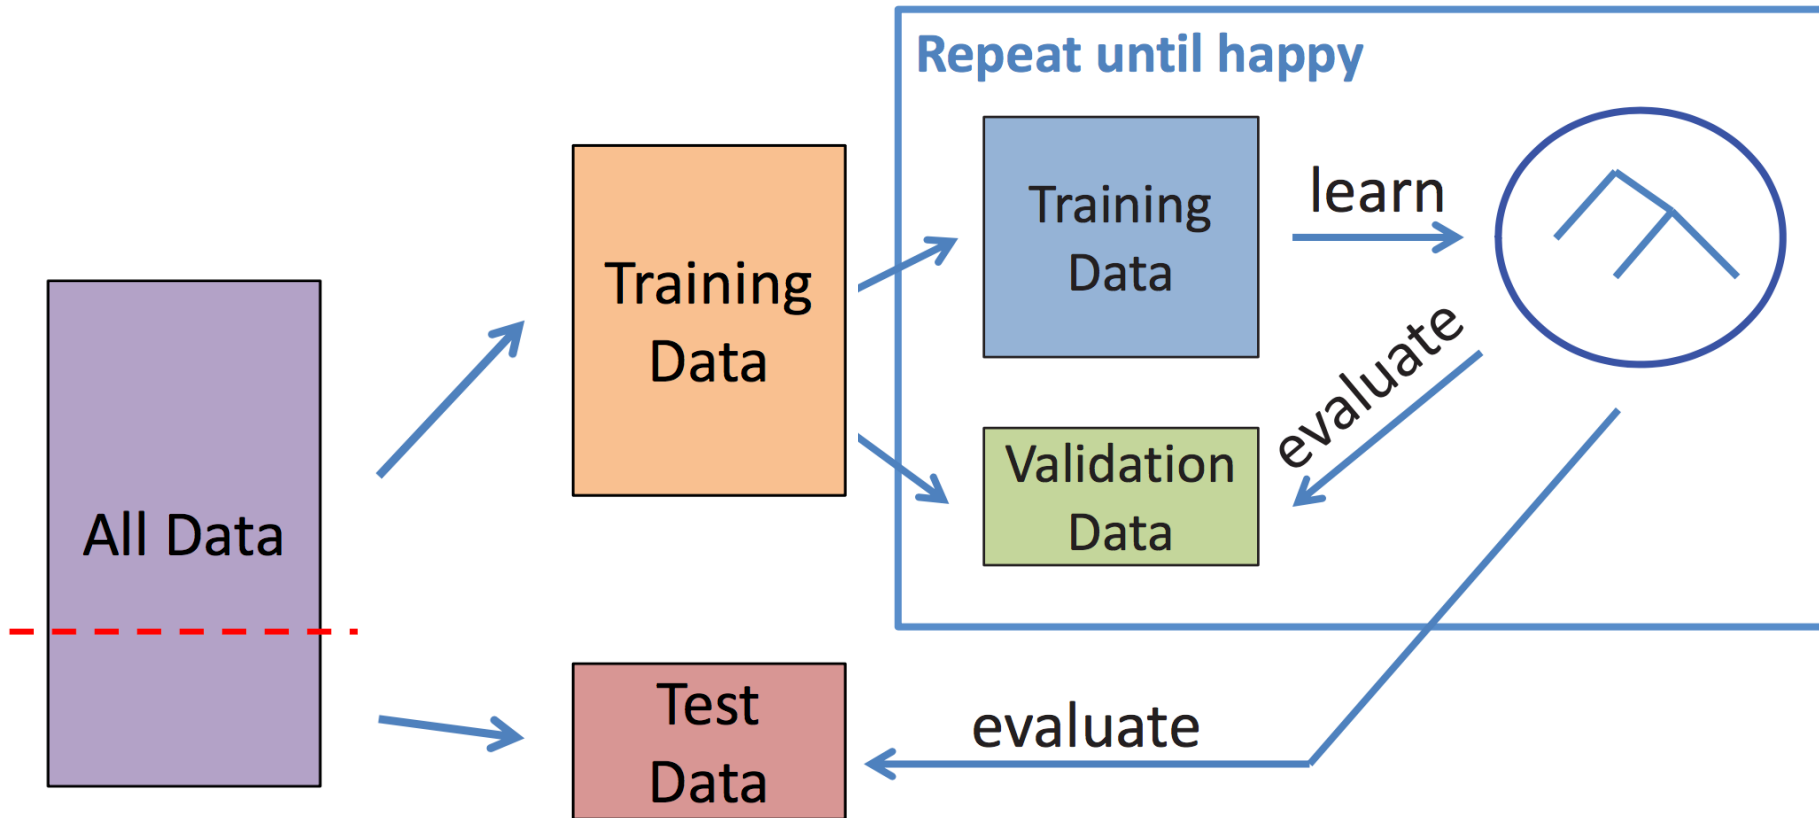 Repeat until happy
All Data
Training
Data
Test
Data
Training
Data
Validation
Data
learn
evaluate
evaluate